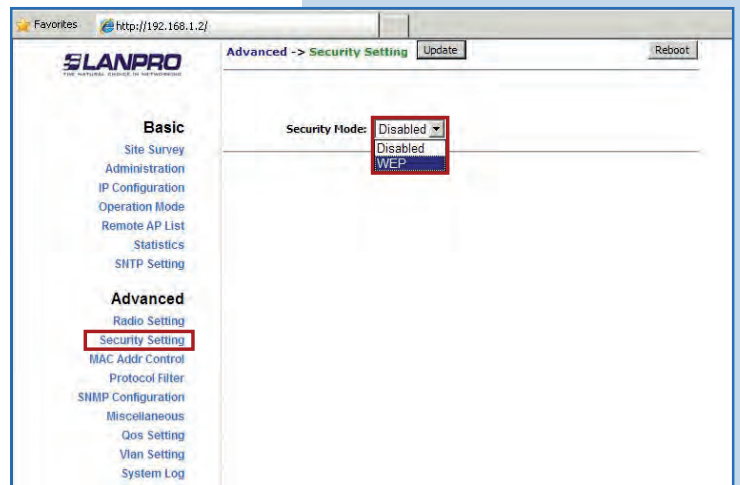 Favorites http://192.168.1.2/
LANPRO
THE NATURAL CHOICE IN NETWORKING
Advanced -> Security Setting Update Reboot
Basic
Site Survey
Administration
IP Configuration
Operation Mode
Remote AP List
Statistics
SNTP Setting
Advanced
Radio Setting
Security Setting
MAC Addr Control
Protocol Filter
SNMP Configuration
Miscellaneous
Qos Setting
Vlan Setting
System Log
Security Mode: Disabled
Disabled
WEP